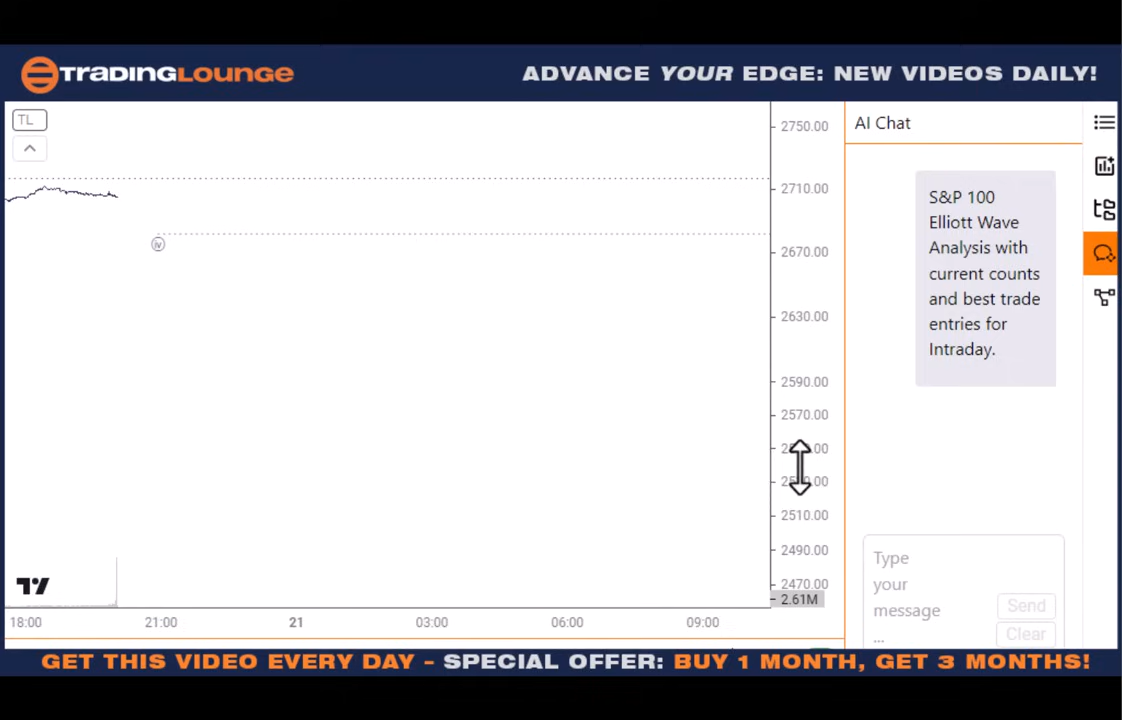 TRADINGLOUNGE
ADVANCE YOUR EDGE: NEW VIDEOS DAILY!
TL
iv
2750.00
2710.00
2670.00
2630.00
2590.00
2570.00
2510.00
2490.00
2470.00
2.61M
18:00
21:00
21
03:00
06:00
09:00
AI Chat
S&P 100
Elliott Wave
Analysis with
current counts
and best trade
entries for
Intraday.
Type
your
message
...
Send
Clear
GET THIS VIDEO EVERY DAY - SPECIAL OFFER: BUY 1 MONTH, GET 3 MONTHS!